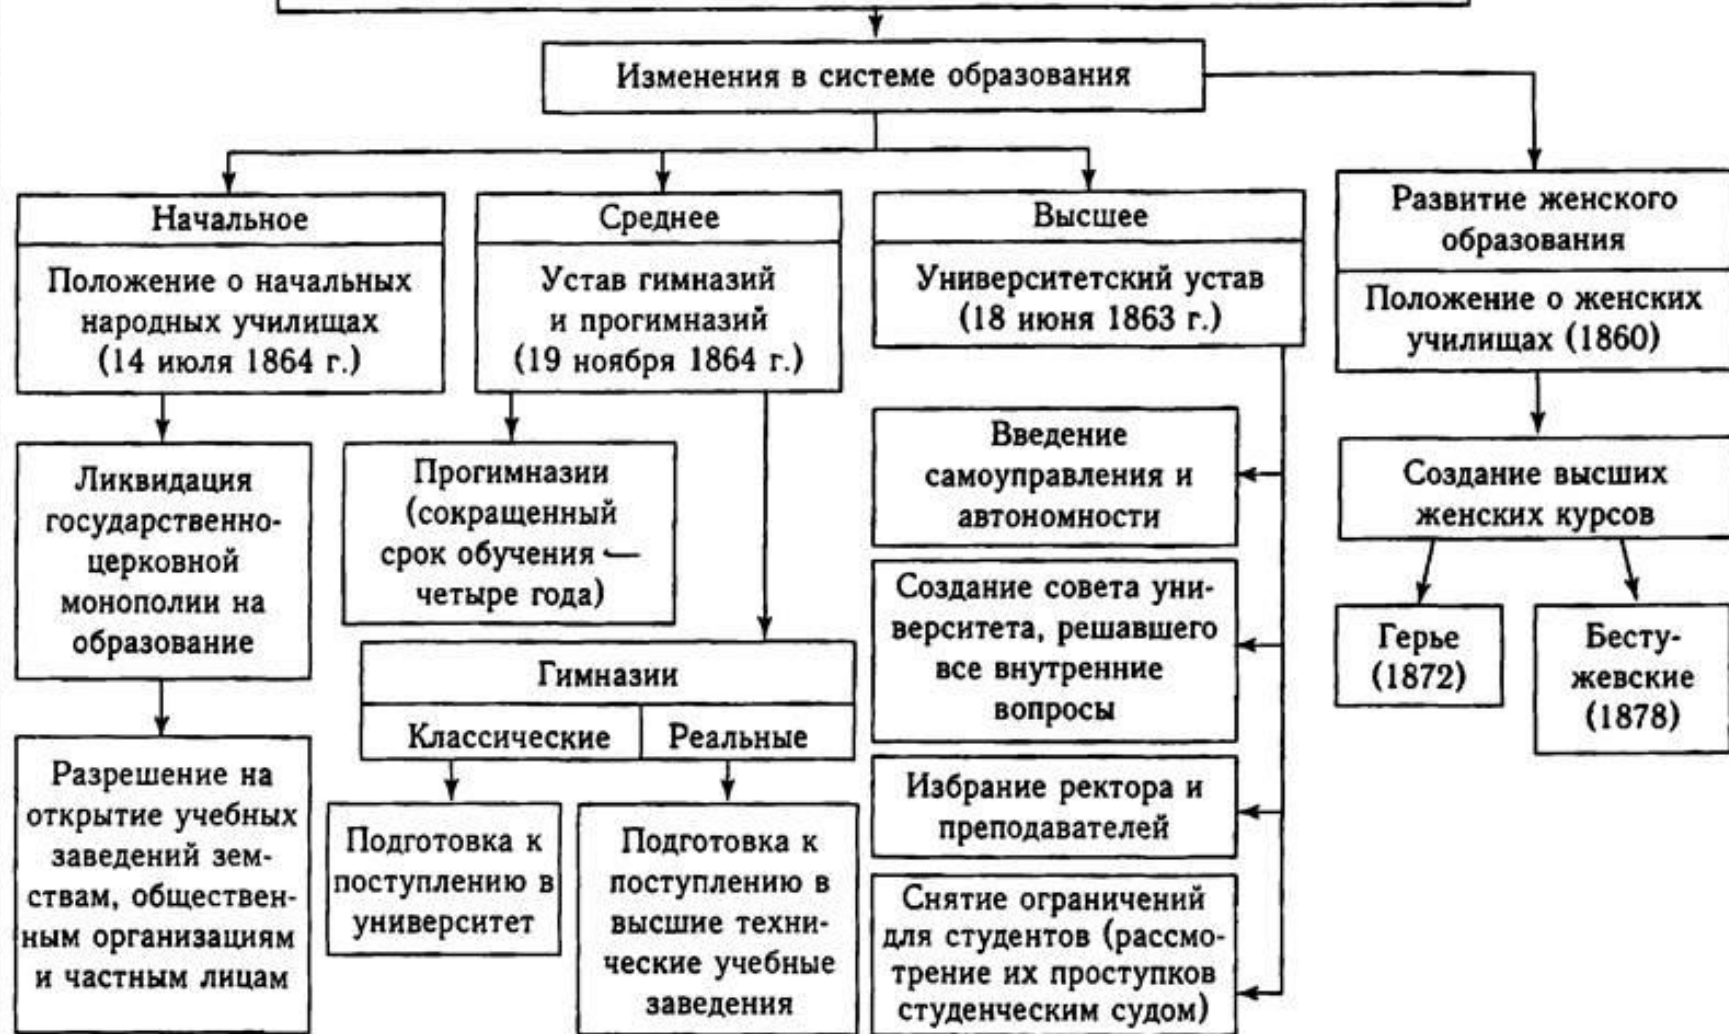 Изменения в системе образования
Начальное
Положение о начальных
народных училищах
(14 июля 1864 г.)
Ликвидация
государственно-
церковной
монополии на
образование
Разрешение на
открытие учебных
заведений зем-
ствам, обществен-
ным организациям
и частным лицам
Среднее
Устав гимназий
и прогимназий
(19 ноября 1864 г.)
Прогимназии
(сокращенный
срок обучения —
четыре года)
Гимназии
Классические
Реальные
Подготовка к
поступлению в
университет
Подготовка к
поступлению в
высшие техни-
ческие учебные
заведения
Высшее
Университетский устав
(18 июня 1863 г.)
Введение
самоуправления и
автономности
Создание совета уни-
верситета, решавшего
все внутренние
вопросы
Избрание ректора и
преподавателей
Снятие ограничений
для студентов (рассмо-
трение их проступков
студенческим судом)
Развитие женского
образования
Положение о женских
училищах (1860)
Создание высших
женских курсов
Герье
(1872)
Бесту-
жевские
(1878)